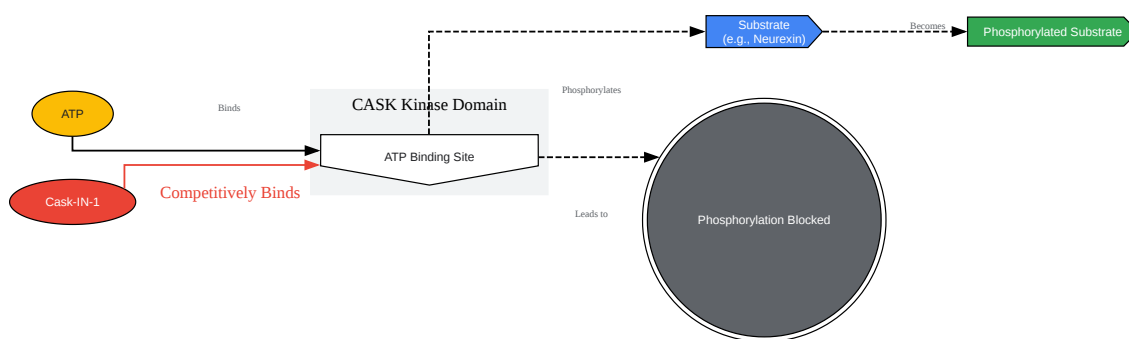 Substrate
(e.g., Neurexin)
Becomes
Phosphorylated Substrate
ATP
Binds
CASK Kinase Domain
Phosphorylates
ATP Binding Site
Cask-IN-1
Competitively Binds
Leads to
Phosphorylation Blocked